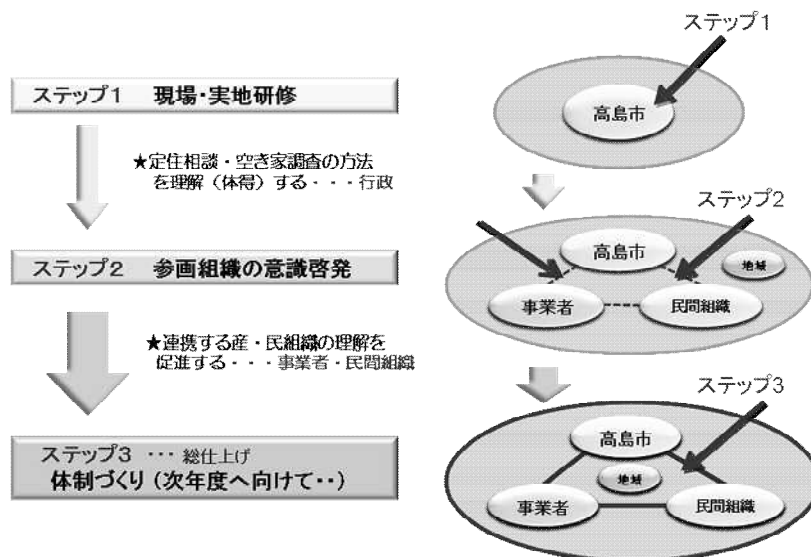 ステップ1 現場・実地研修
★定住相談・空き家調査の方法
を理解（体得）する・・・行政
ステップ2 参画組織の意識啓発
★連携する産・民組織の理解を
促進する・・・事業者・民間組織
ステップ3 ･･･ 総仕上げ
体制づくり（次年度へ向けて・・）
ステップ1
高島市
ステップ2
高島市
地域
事業者
民間組織
ステップ3
高島市
地域
事業者
民間組織